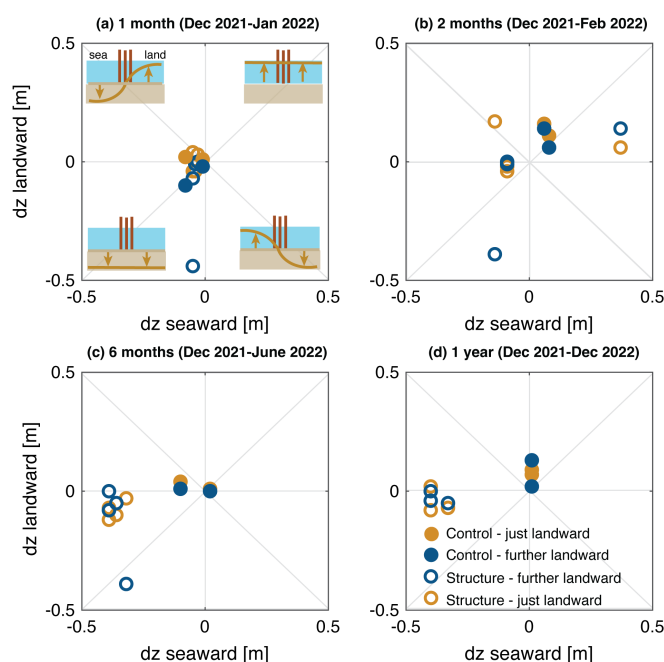 (a) 1 month (Dec 2021-Jan 2022)
(b) 2 months (Dec 2021-Feb 2022)
0.5
sea
land
0.5
dz landward [m]
0
0
-0.5
-0.5
-0.5
0
0.5
-0.5
0
0.5
dz seaward [m]
dz seaward [m]
(c) 6 months (Dec 2021-June 2022)
(d) 1 year (Dec 2021-Dec 2022)
0.5
0.5
dz landward [m]
0
0
Control - just landward
Control - further landward
Structure - further landward
Structure - just landward
-0.5
-0.5
-0.5
0
0.5
-0.5
0
0.5
dz seaward [m]
dz seaward [m]